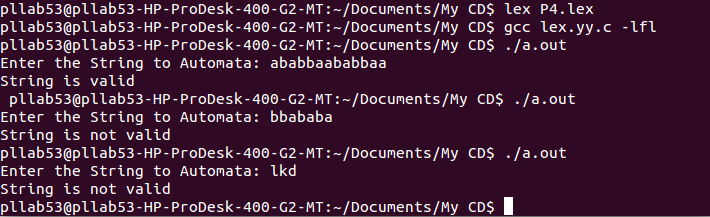 pllab53@pllab53-HP-ProDesk-400-G2-MT:~/Documents/My CD$ lex P4.lex
pllab53@pllab53-HP-ProDesk-400-G2-MT:~/Documents/My CD$ gcc lex.yy.c -lfl
pllab53@pllab53-HP-ProDesk-400-G2-MT:~/Documents/My CD$ ./a.out
Enter the String to Automata: ababbaababbaa
String is valid
 pllab53@pllab53-HP-ProDesk-400-G2-MT:~/Documents/My CD$ ./a.out
Enter the String to Automata: bbababa
String is not valid
pllab53@pllab53-HP-ProDesk-400-G2-MT:~/Documents/My CD$ ./a.out
Enter the String to Automata: lkd
String is not valid
pllab53@pllab53-HP-ProDesk-400-G2-MT:~/Documents/My CD$